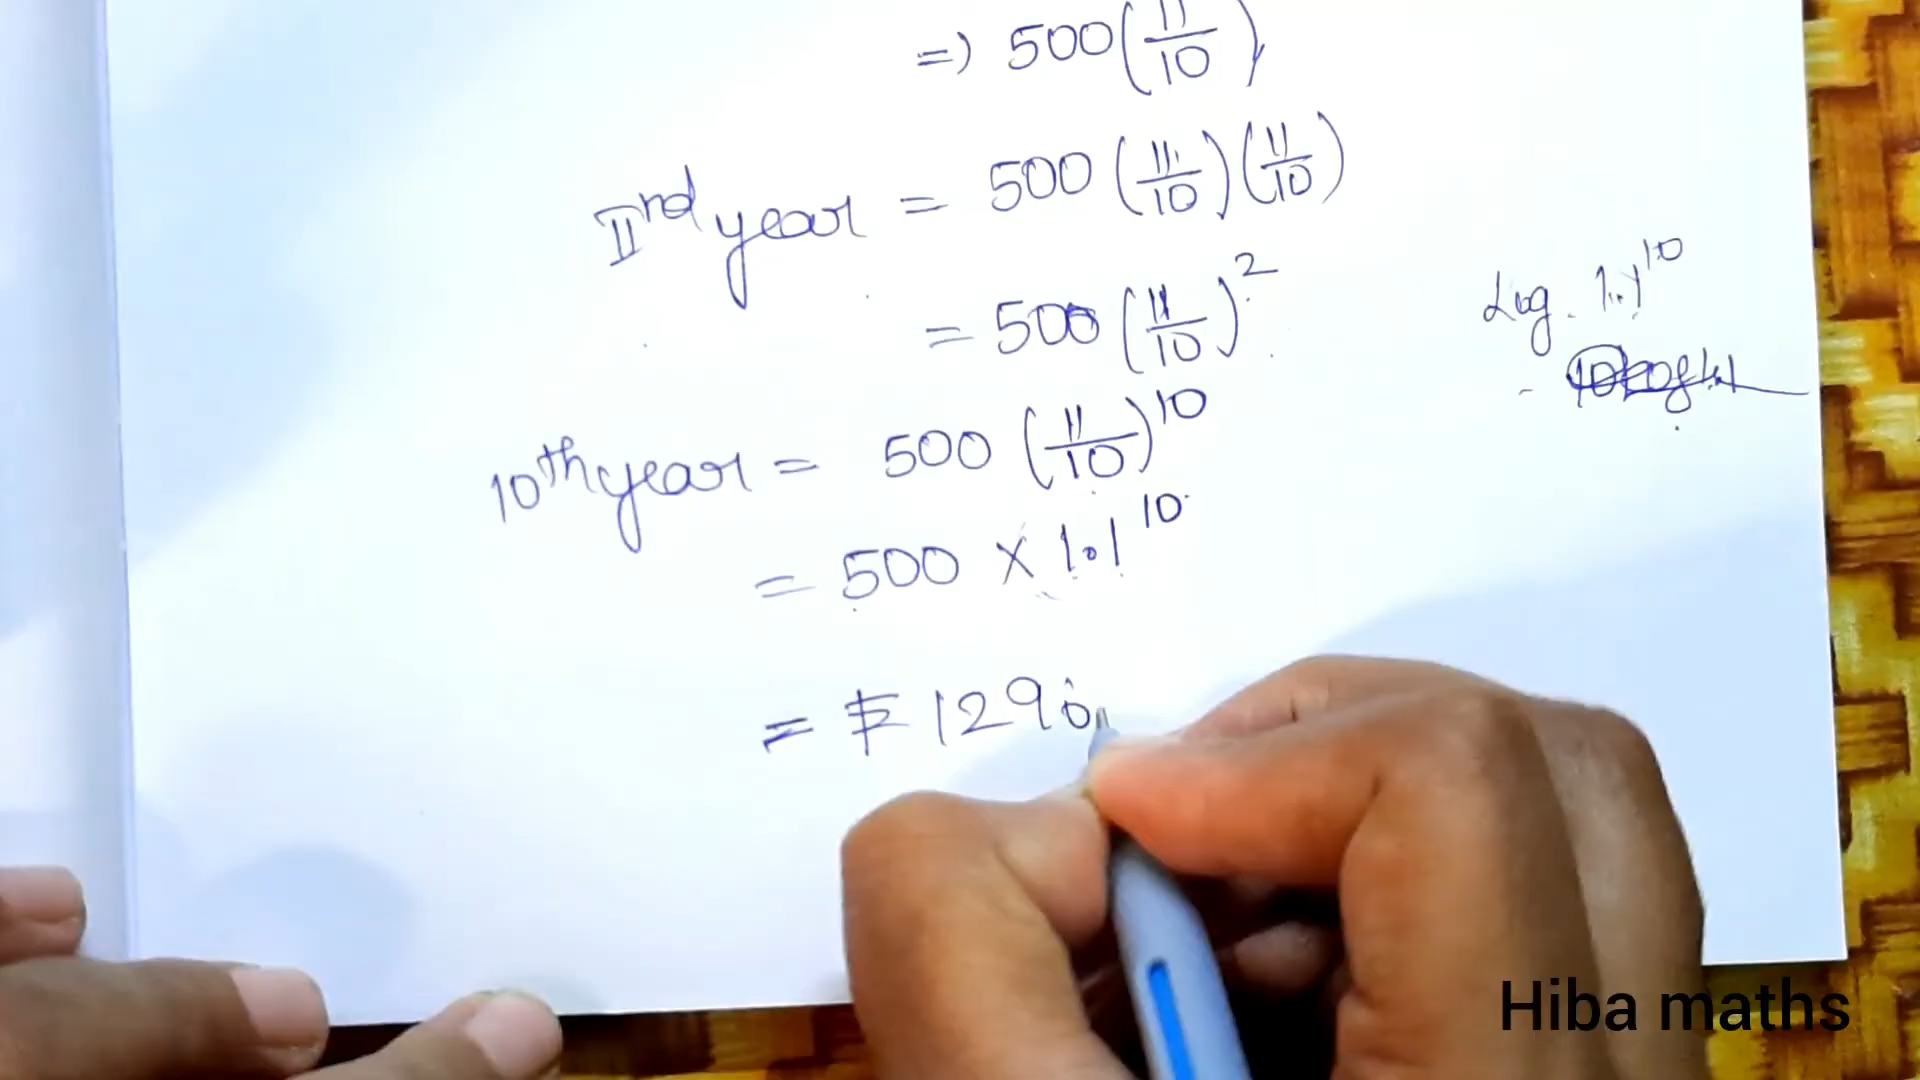 =) 500(11/10)
IInd year = 500 (11/10)(11/10)
= 500 (11/10)^2
Log 1.1^10
10th year = 500 (11/10)^10
= 500 × 1.1^10
= ₹ 1296
Hiba maths